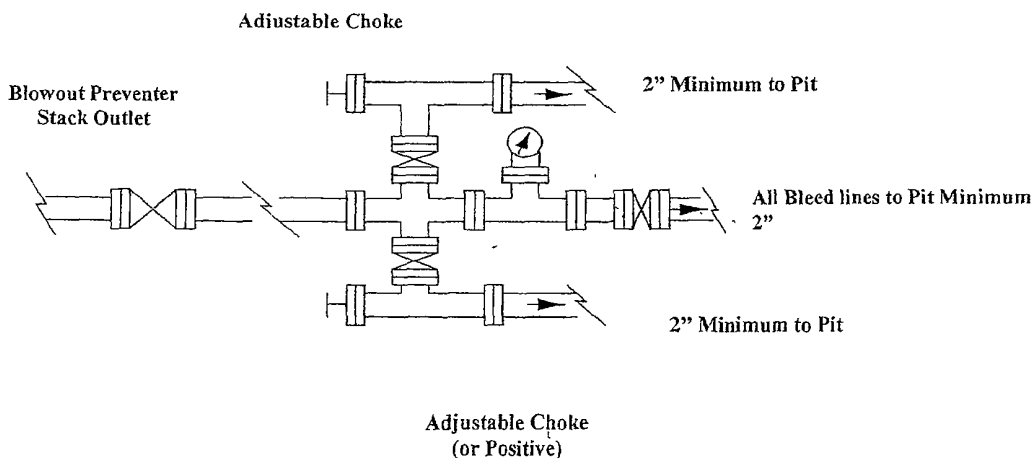 Adiustable Choke
Blowout Preventer
Stack Outlet
2” Minimum to Pit
All Bleed lines to Pit Minimum
2”
2” Minimum to Pit
Adjustable Choke
(or Positive)